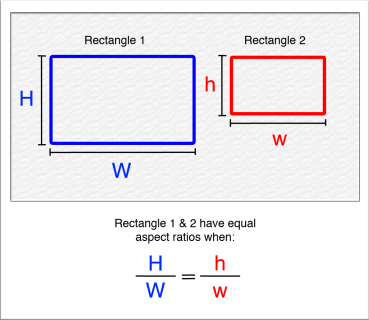 Rectangle 1
Rectangle 2
H
h
W
w
Rectangle 1 & 2 have equal
aspect ratios when:
H = h
W w